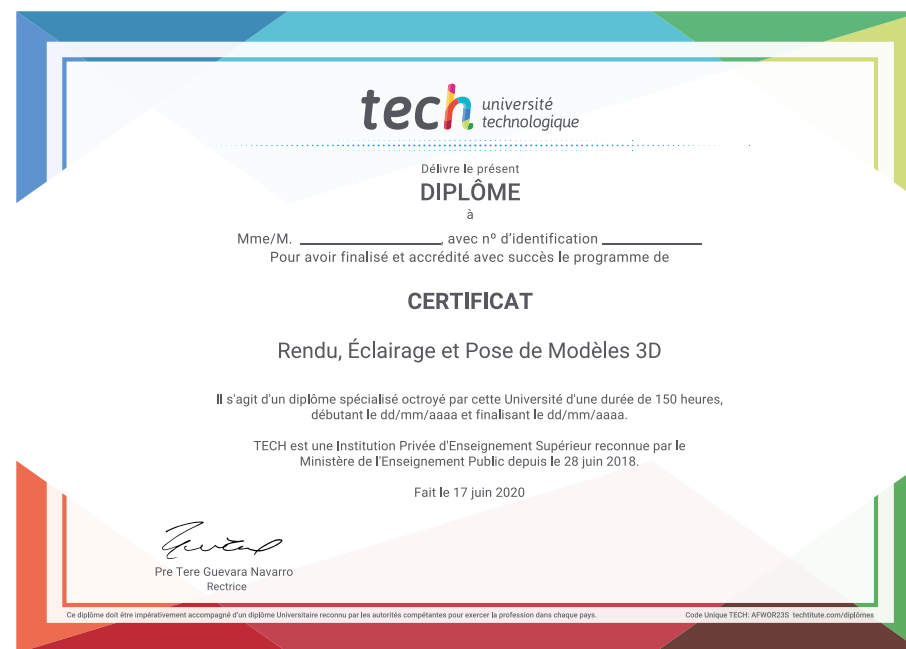 tech université
technologique
Délivre le présent
DIPLÔME
à
Mme/M. ____________________, avec nº d'identification ______________
Pour avoir finalisé et accrédité avec succès le programme de
CERTIFICAT
Rendu, Éclairage et Pose de Modèles 3D
Il s'agit d'un diplôme spécialisé octroyé par cette Université d'une durée de 150 heures,
débutant le dd/mm/aaaa et finalisant le dd/mm/aaaa.
TECH est une Institution Privée d'Enseignement Supérieur reconnue par le
Ministère de l'Enseignement Public depuis le 28 juin 2018.
Fait le 17 juin 2020
Pre Tere Guevara Navarro
Rectrice
Ce diplôme doit être impérativement accompagné d'un diplôme Universitaire reconnu par les autorités compétentes pour exercer la profession dans chaque pays.
Code Unique TECH: AFWOR23S techtitute.com/diplômes